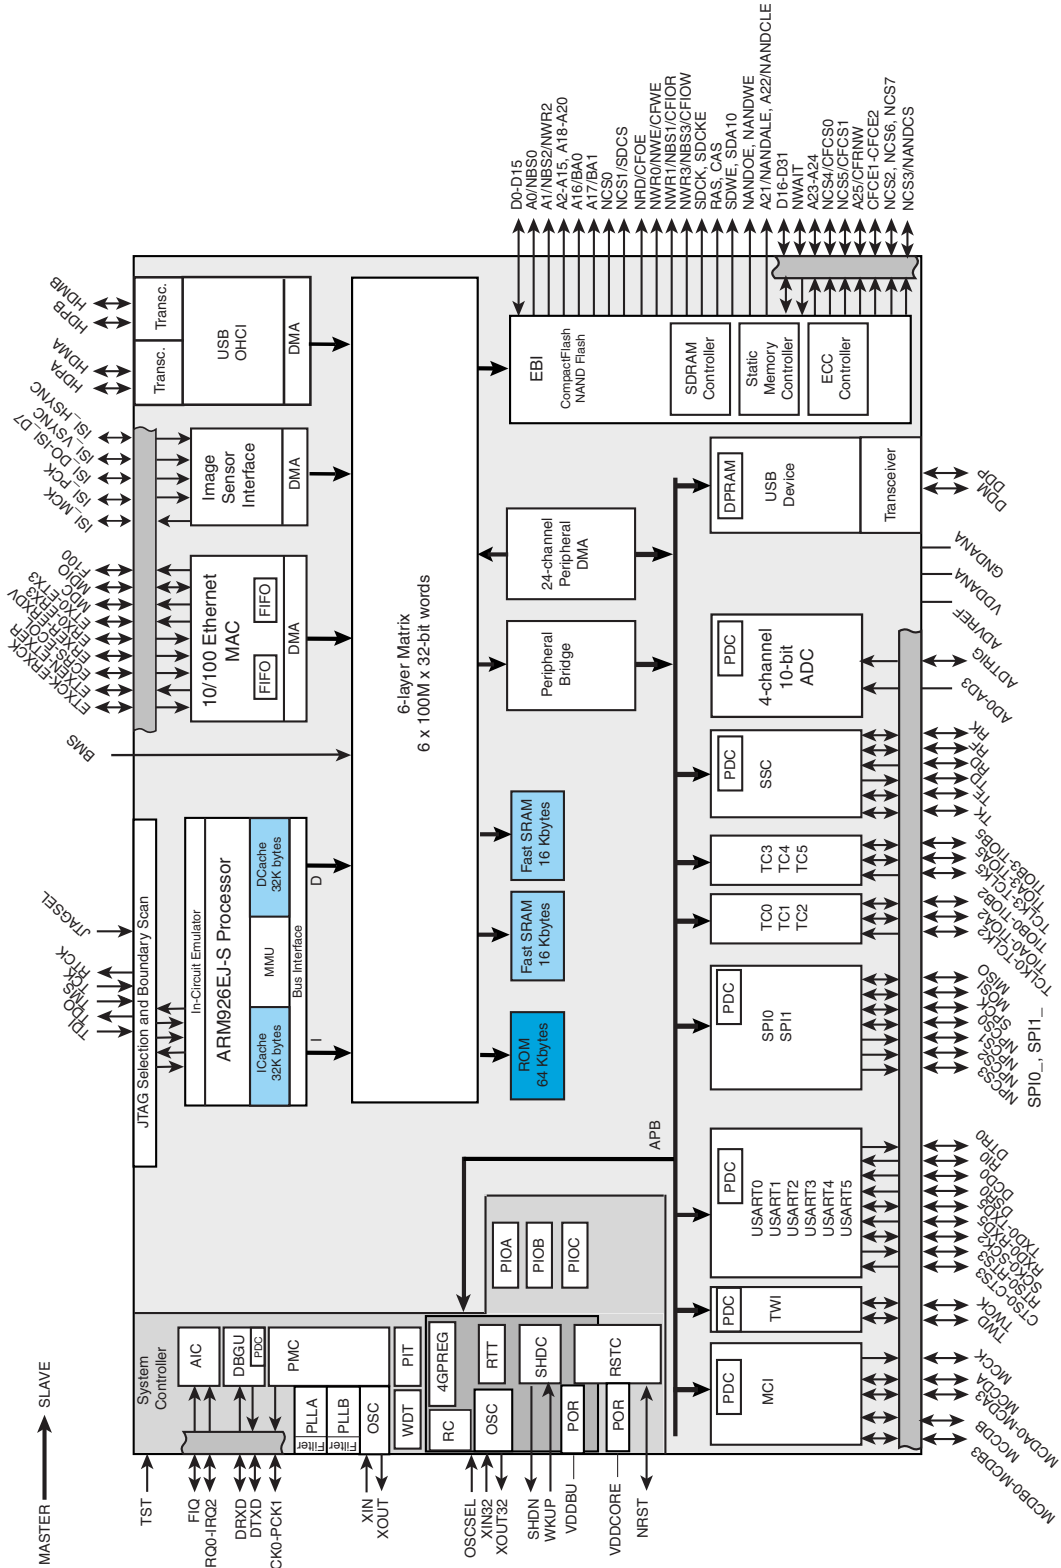 MASTER
SLAVE
TST
FIQ
RQ0-IRQ2
DRXD
DTXD
CK0-PCK1
XIN
XOUT
OSCSEL
XIN32
XOUT32
SHDN
WKUP
VDDBU
VDDCORE
NRST
System
Controller
AIC
DBGU
PDC
PMC
PLLA
Filter
PLLB
Filter
OSC
PIT
WDT
4GPREG
RC
RTT
OSC
SHDC
POR
RSTC
POR
PIOA
PIOB
PIOC
TDI
TDO
TMS
TCK
RTCK
JTAGSEL
JTAG Selection and Boundary Scan
In-Circuit Emulator
ARM926EJ-S Processor
ICache
32K bytes
MMU
DCache
32K bytes
Bus Interface
I
D
BMS
ETXCK-ERXCK
ETXEN-ETXER
ECRS-ECOL
ERXER-ERXDV
ERX0-ERX3
ETX0-ETX3
MDC
MDIO
F100
10/100 Ethernet
MAC
FIFO
FIFO
DMA
ISI_MCK
ISI_PCK
ISI_DO-ISI_D7
ISI_VSYNC
ISI_HSYNC
Image
Sensor
Interface
DMA
HDPA
HDMA
HDPB
HDMB
Transc.
Transc.
USB
OHCI
DMA
6-layer Matrix
6 x 100M x 32-bit words
ROM
64 Kbytes
Fast SRAM
16 Kbytes
Fast SRAM
16 Kbytes
Peripheral
Bridge
24-channel
Peripheral
DMA
APB
EBI
CompactFlash
NAND Flash
SDRAM
Controller
Static
Memory
Controller
ECC
Controller
D0-D15
A0/NBS0
A1/NBS2/NWR2
A2-A15, A18-A20
A16/BA0
A17/BA1
NCS0
NCS1/SDCS
NRD/CFOE
NWR0/NWE/CFWE
NWR1/NBS1/CFIOR
NWR3/NBS3/CFIOW
SDCK, SDCKE
RAS, CAS
SDWE, SDA10
NANDOE, NANDWE
A21/NANDALE, A22/NANDCLE
D16-D31
NWAIT
A23-A24
NCS4/CFCS0
NCS5/CFCS1
A25/CFRNW
CFCE1-CFCE2
NCS2, NCS6, NCS7
NCS3/NANDCS
PDC
MCI
PDC
TWI
PDC
USART0
USART1
USART2
USART3
USART4
USART5
PDC
SPI0
SPI1
TC0
TC1
TC2
TC3
TC4
TC5
PDC
SSC
PDC
4-channel
10-bit
ADC
DPRAM
USB
Device
Transceiver
MCDB0-MCDB3
MCCDB
MCDA0-MCDA3
MCCDA
MCCK
TWD
TWCK
CTS0-CTS3
RTS0-RTS3
SCK0-SCK2
RXD0-RXD5
TXD0-TXD5
DSR0
DCD0
RI0
DTR0
NPCS3
NPCS2
NPCS1
NPCS0
SPCK
MOSI
MISO
SPI0_, SPI1_
TCLK0-TCLK2
TIOA0-TIOA2
TIOB0-TIOB2
TCLK3-TCLK5
TIOA3-TIOA5
TIOB3-TIOB5
TK
TF
TD
RD
RF
RK
AD0-AD3
ADTRIG
ADVREF
VDDANA
GNDANA
DDM
DDP